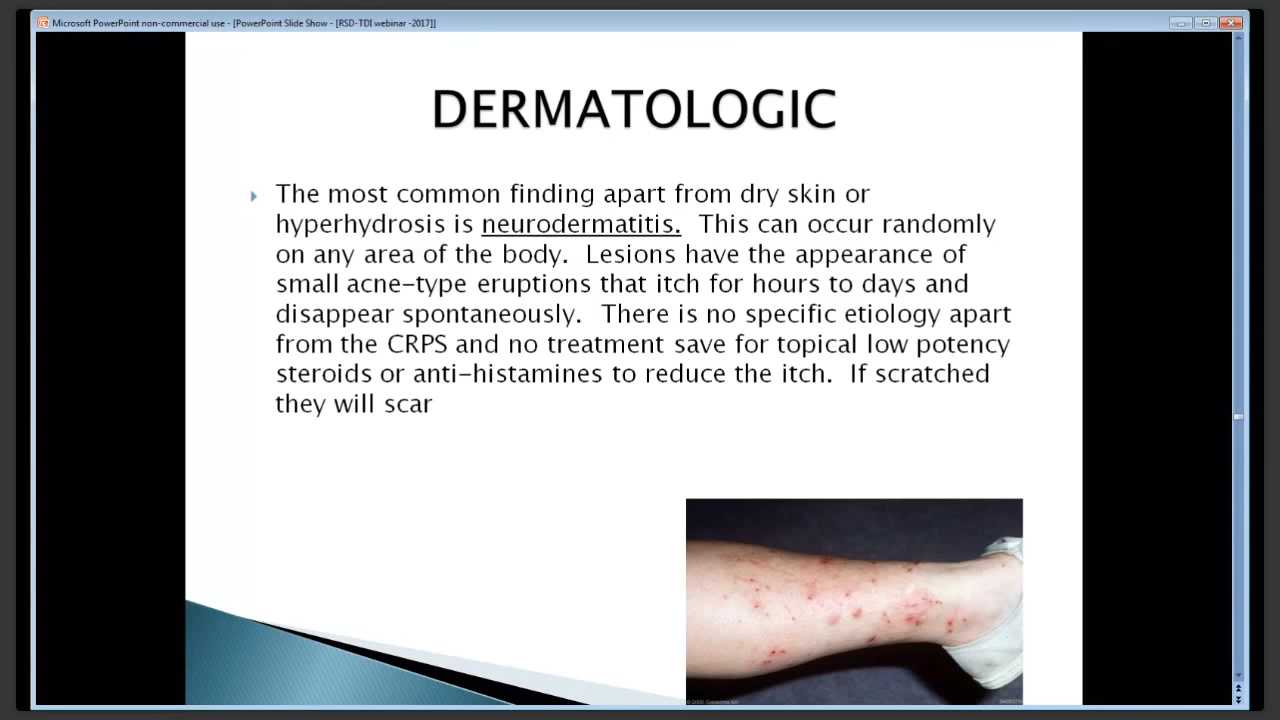 Microsoft PowerPoint non-commercial use - [PowerPoint Slide Show - [RSD-TDI webinar -2017]]
DERMATOLOGIC
The most common finding apart from dry skin or
hyperhydrosis is neurodermatitis. This can occur randomly
on any area of the body. Lesions have the appearance of
small acne-type eruptions that itch for hours to days and
disappear spontaneously. There is no specific etiology apart
from the CRPS and no treatment save for topical low potency
steroids or anti-histamines to reduce the itch. If scratched
they will scar